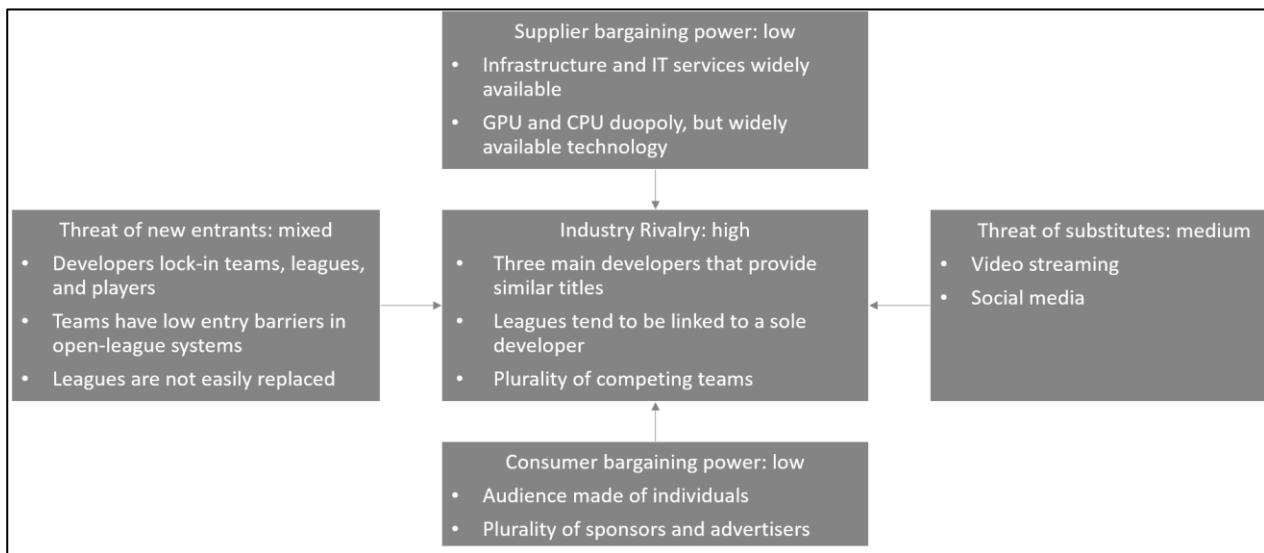 Supplier bargaining power: low
• Infrastructure and IT services widely
available
• GPU and CPU duopoly, but widely
available technology
Threat of new entrants: mixed
• Developers lock-in teams, leagues,
and players
• Teams have low entry barriers in
open-league systems
• Leagues are not easily replaced
Industry Rivalry: high
• Three main developers that provide
similar titles
• Leagues tend to be linked to a sole
developer
• Plurality of competing teams
Threat of substitutes: medium
• Video streaming
• Social media
Consumer bargaining power: low
• Audience made of individuals
• Plurality of sponsors and advertisers